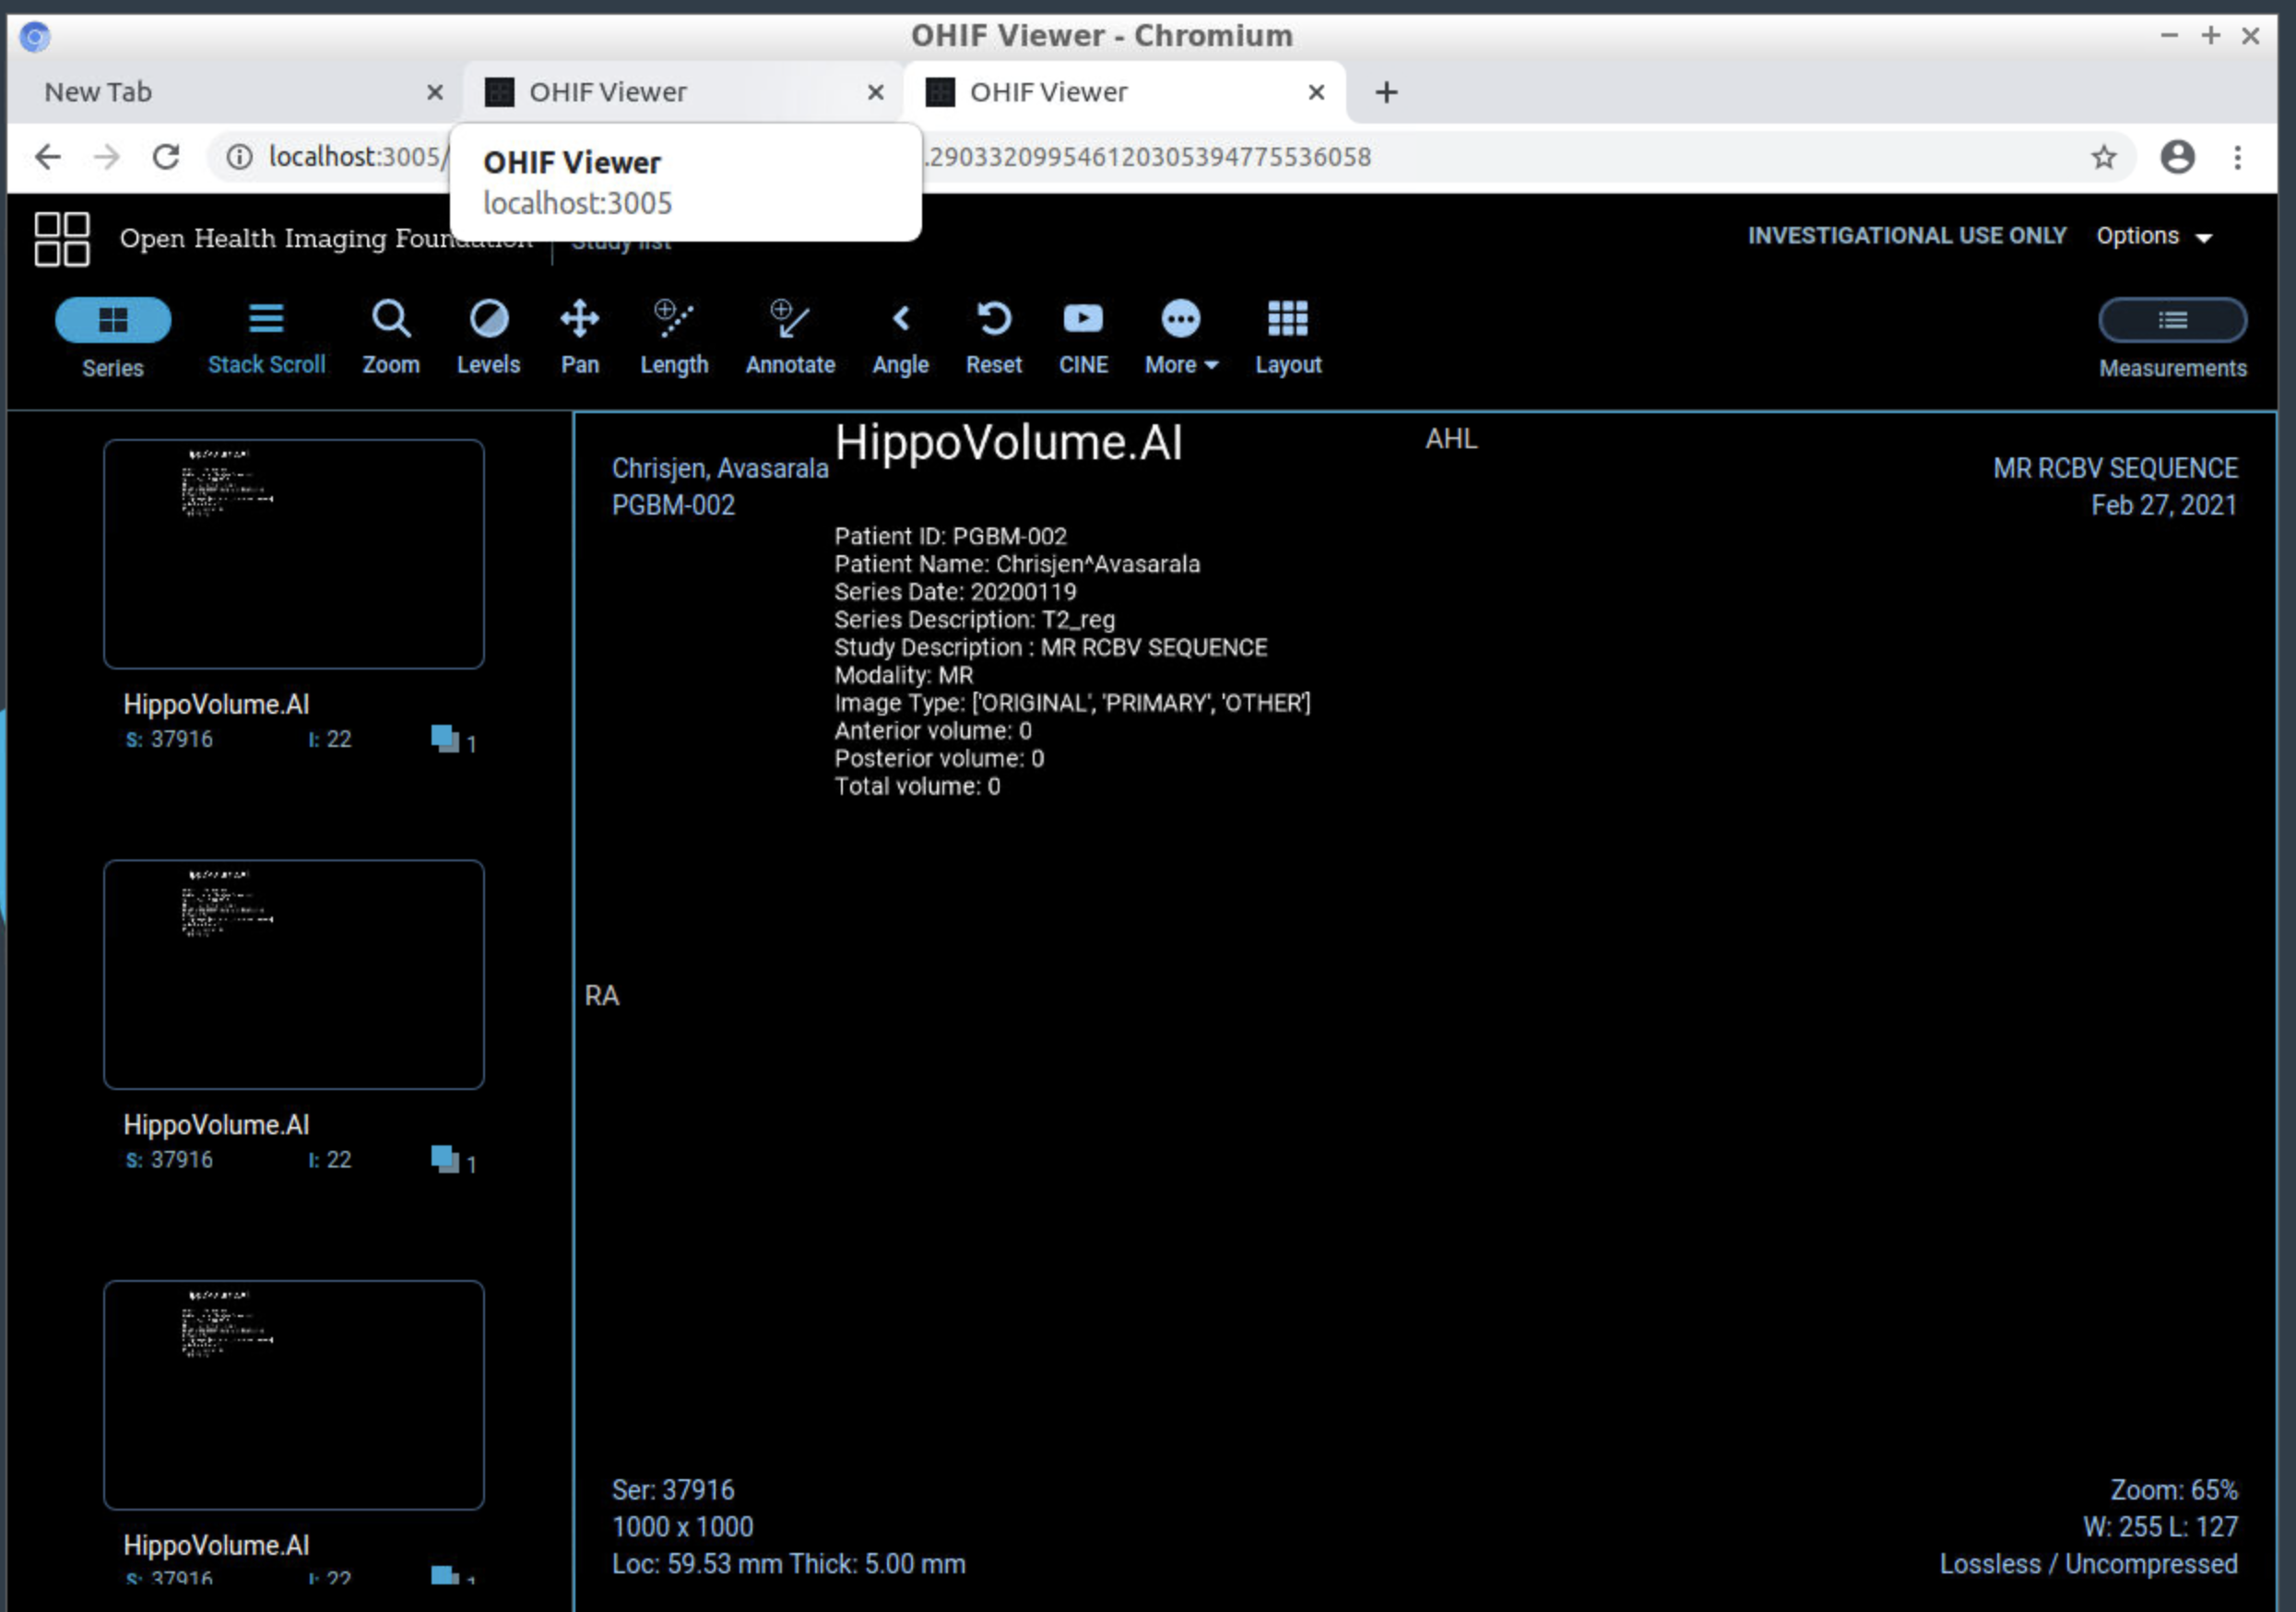 OHIF Viewer - Chromium
New Tab
OHIF Viewer
OHIF Viewer
localhost:3005/
.290332099546120305394775536058
OHIF Viewer
localhost:3005
Open Health Imaging Foundation
Study list
INVESTIGATIONAL USE ONLY
Options
Series
Stack Scroll
Zoom
Levels
Pan
Length
Annotate
Angle
Reset
CINE
More
Layout
Measurements
HippoVolume.AI
S: 37916 I: 22 1
HippoVolume.AI
S: 37916 I: 22 1
HippoVolume.AI
S: 37916 I: 22 1
HippoVolume.AI
AHL
Chrisjen, Avasarala
PGBM-002
MR RCBV SEQUENCE
Feb 27, 2021
Patient ID: PGBM-002
Patient Name: Chrisjen^Avasarala
Series Date: 20200119
Series Description: T2_reg
Study Description : MR RCBV SEQUENCE
Modality: MR
Image Type: ['ORIGINAL', 'PRIMARY', 'OTHER']
Anterior volume: 0
Posterior volume: 0
Total volume: 0
RA
Ser: 37916
1000 x 1000
Loc: 59.53 mm Thick: 5.00 mm
Zoom: 65%
W: 255 L: 127
Lossless / Uncompressed